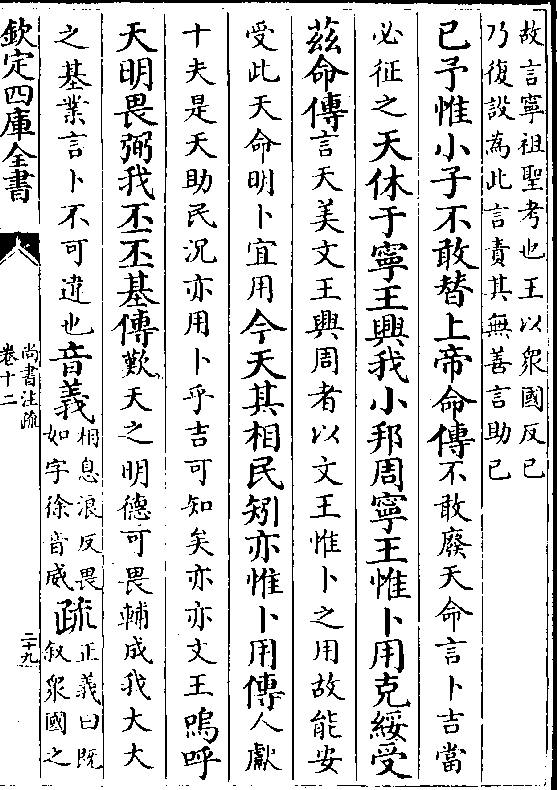 故言寧祖聖考也王以衆國反已
乃復設為此言責其無善言助已
已予惟小子不敢替上帝命傳不敢廢天命言卜吉當
必征之天休于寧王興我小邦周寧王惟卜用克綏受
茲命傳言天美文王興周者以文王惟卜之用故能安
受此天命明卜宜用今天其相民矧亦惟卜用傳人獻
十夫是天助民況亦用卜乎吉可知矣亦亦文王嗚呼
天明畏弼我丕丕基傳歎天之明德可畏輔成我大大
之基業言卜不可違也音義相息浪反畏如字徐音威疏正義曰既叙衆國之
欽定四庫全書
尚書注疏
卷十二
二十九